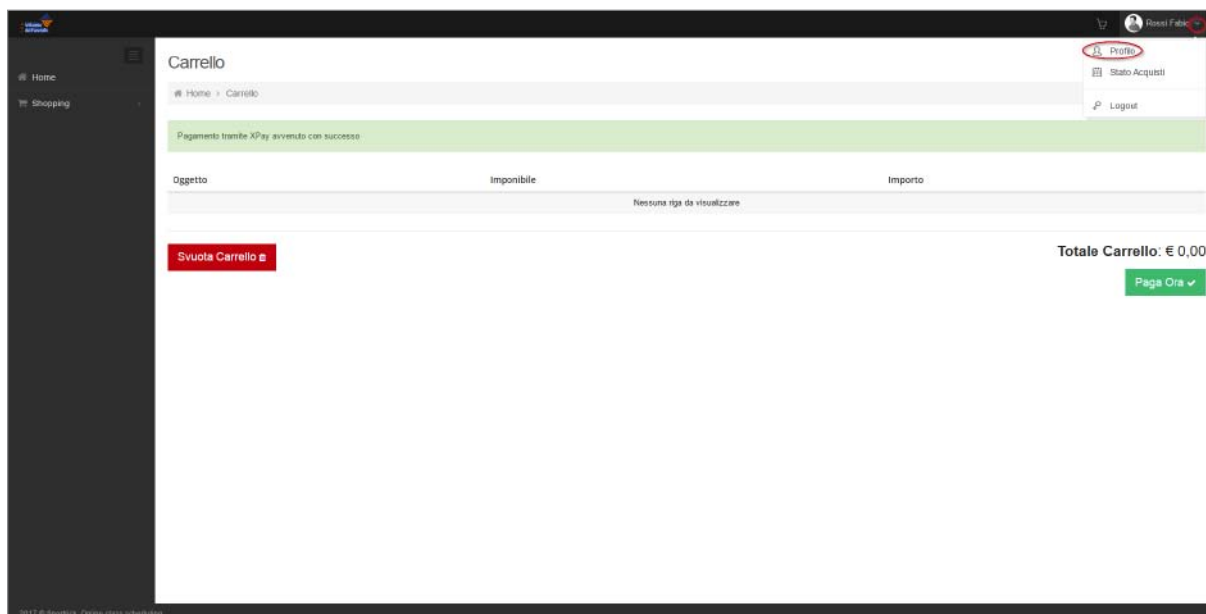 Rossi Fabio
Profilo
Stato Acquisti
Logout
Home
Shopping
Carrello
Home > Carrello
Pagamento tramite XPay avvenuto con successo
Oggetto Imponibile Importo
Nessuna riga da visualizzare
Svuota Carrello
Totale Carrello: € 0,00
Paga Ora
2017 ©